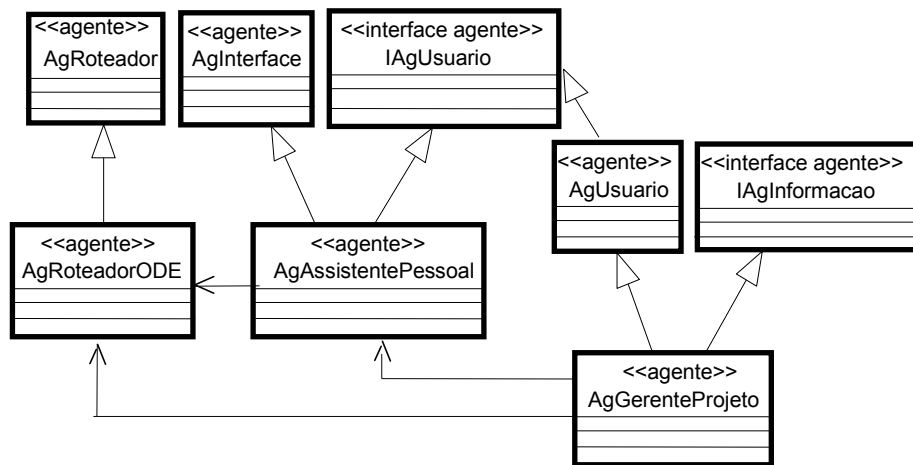 <<agente>>
AgRoteador
<<agente>>
AgInterface
<<interface agente>>
IAgUsuario
<<agente>>
AgUsuario
<<interface agente>>
IAgInformacao
<<agente>>
AgRoteadorODE
<<agente>>
AgAssistentePessoal
<<agente>>
AgGerenteProjeto